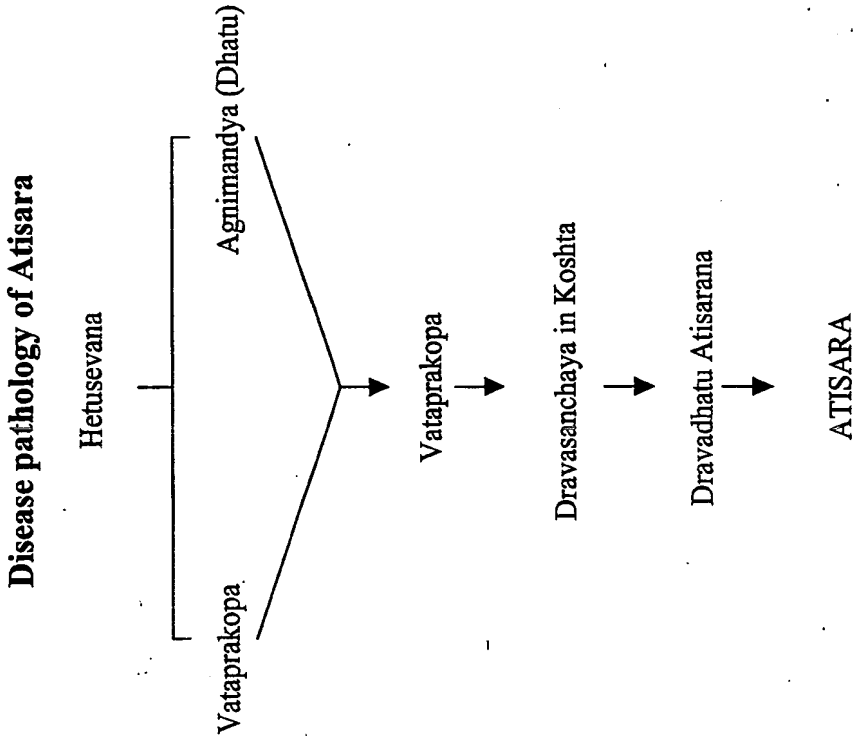 Disease pathology of Atisara
Hetusevana
Vataprakopa Agnimandya (Dhatu)
Vataprakopa
Dravasanchaya in Koshta
Dravadhatu Atisarana
ATISARA